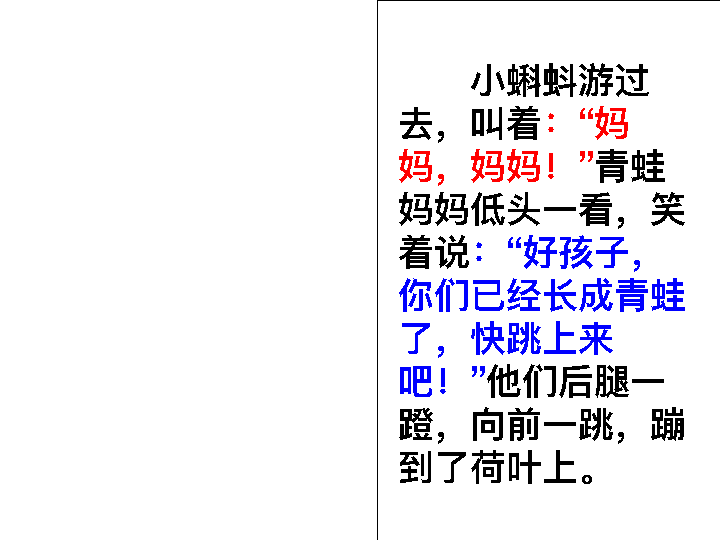 小蝌蚪游过
去，叫着：“妈
妈，妈妈！”青蛙
妈妈低头一看，笑
着说：“好孩子，
你们已经长成青蛙
了，快跳上来
吧！”他们后腿一
蹬，向前一跳，蹦
到了荷叶上。